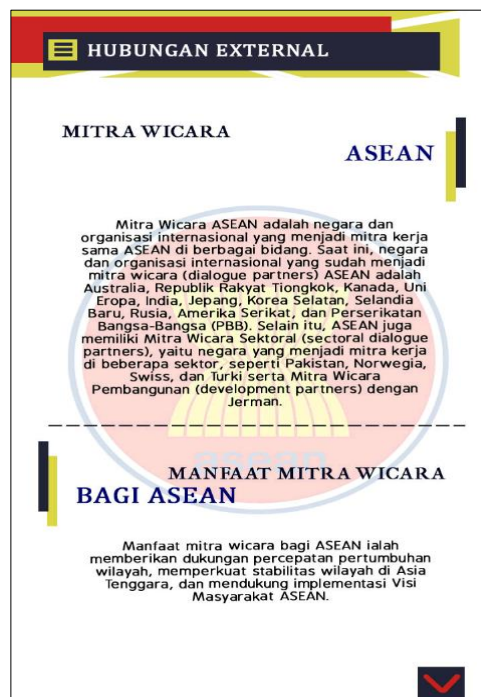 HUBUNGAN EXTERNAL
MITRA WICARA
ASEAN
Mitra Wicara ASEAN adalah negara dan
organisasi internasional yang menjadi mitra kerja
sama ASEAN di berbagai bidang. Saat ini, negara
dan organisasi internasional yang sudah menjadi
mitra wicara (dialogue partners) ASEAN adalah
Australia, Republik Rakyat Tiongkok, Kanada, Uni
Eropa, India, Jepang, Korea Selatan, Selandia
Baru, Rusia, Amerika Serikat, dan Perserikatan
Bangsa-Bangsa (PBB). Selain itu, ASEAN juga
memiliki Mitra Wicara Sektoral (sectoral dialogue
partners), yaitu negara yang menjadi mitra kerja
di beberapa sektor, seperti Pakistan, Norwegia,
Swiss, dan Turki serta Mitra Wicara
Pembangunan (development partners) dengan
Jerman.
asean
MANFAAT MITRA WICARA
BAGI ASEAN
Manfaat mitra wicara bagi ASEAN ialah
memberikan dukungan percepatan pertumbuhan
wilayah, memperkuat stabilitas wilayah di Asia
Tenggara, dan mendukung implementasi Visi
Masyarakat ASEAN.